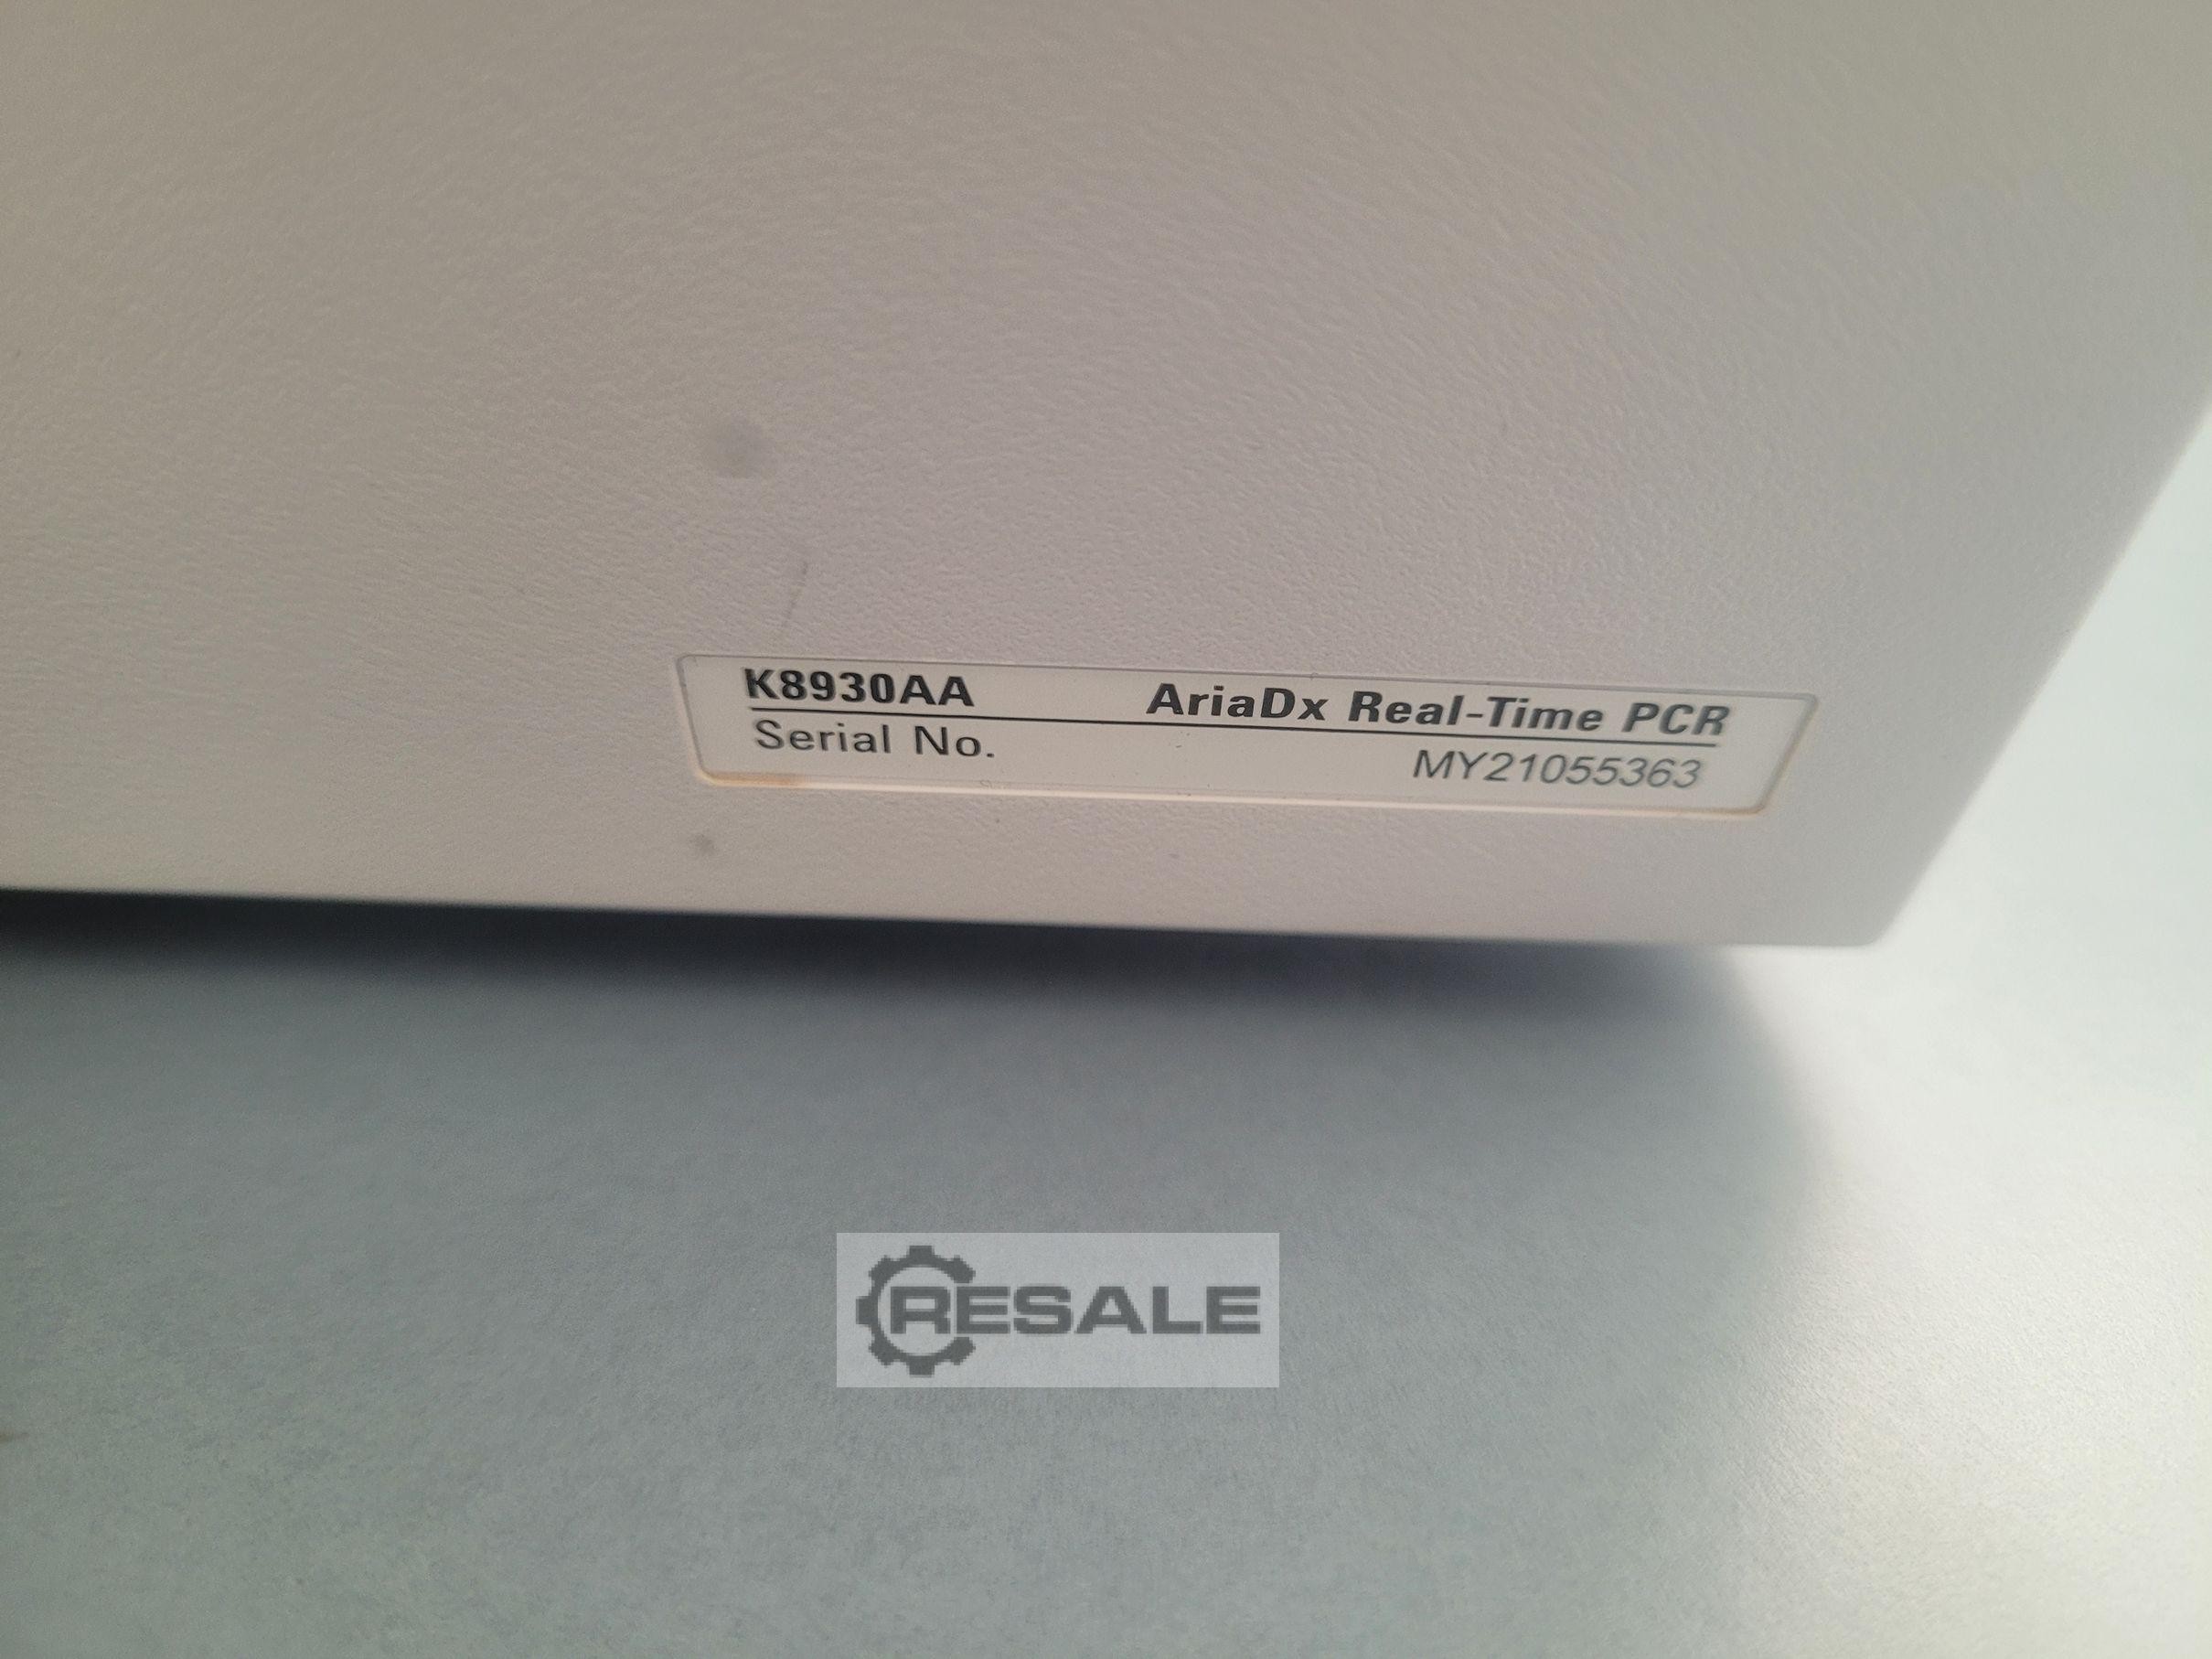 K8930AA AriaDx Real-Time PCR
Serial No. MY21055363
RESALE